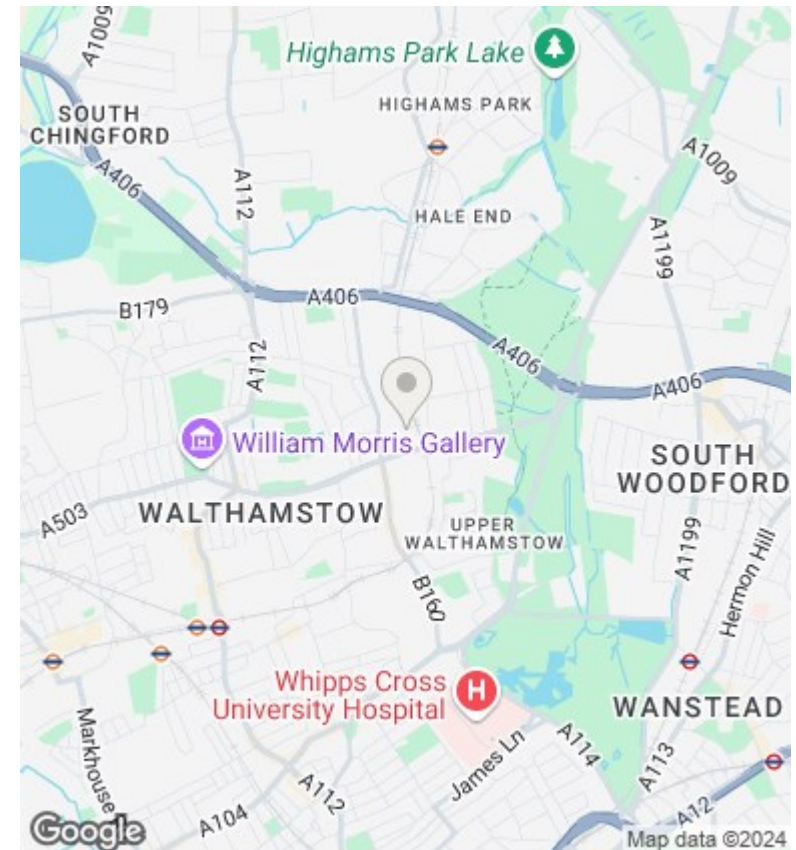 A1009
Highams Park Lake
HIGHAMS PARK
SOUTH
CHINGFORD
A406
A112
A1009
HALE END
A1199
B179
A406
A406
A112
A406
William Morris Gallery
SOUTH
WOODFORD
A503
WALTHAMSTOW
UPPER
WALTHAMSTOW
A1199
Hermon Hill
B160
Whipps Cross
University Hospital
H
WANSTEAD
Markhouse
James Ln
A114
A113
A112
A104
A12
Google
Map data ©2024